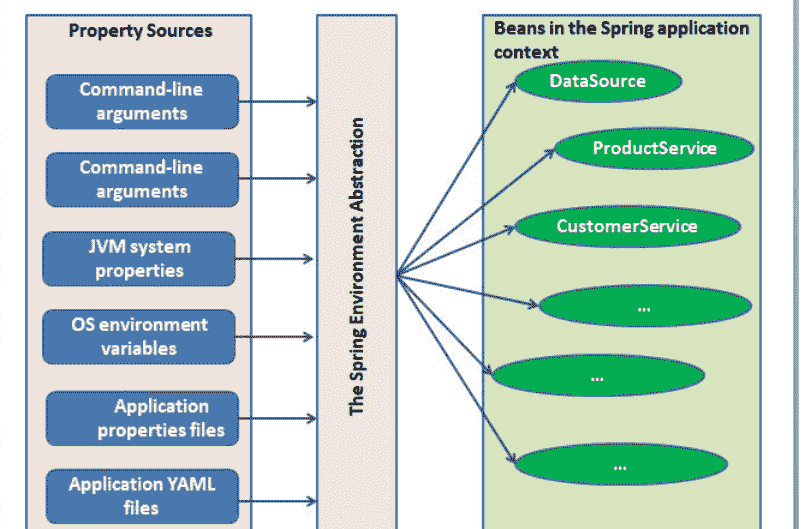 Property Sources
Command-line
arguments
Command-line
arguments
JVM system
properties
OS environment
variables
Application
properties files
Application YAML
files
The Spring Environment Abstraction
Beans in the Spring application
context
DataSource
ProductService
CustomerService
...
...
...